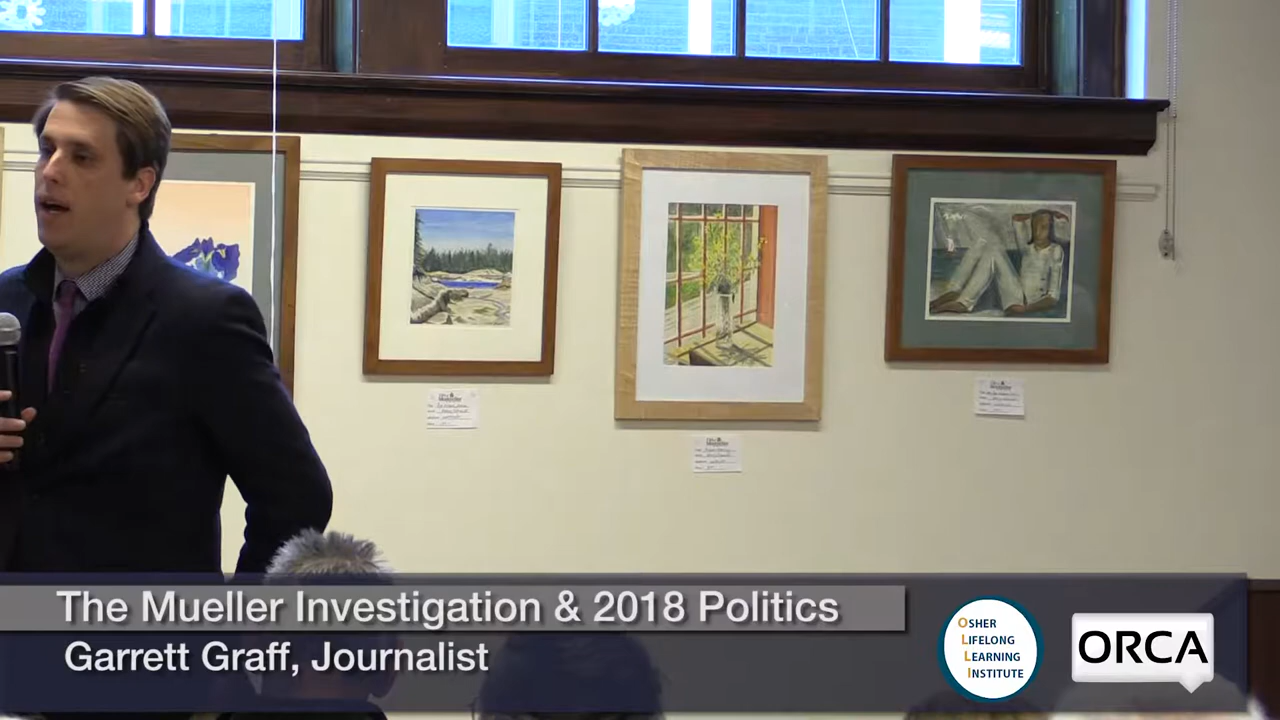 The Mueller Investigation & 2018 Politics
Garrett Graff, Journalist
OSHER
LIFELONG
LEARNING
INSTITUTE
ORCA